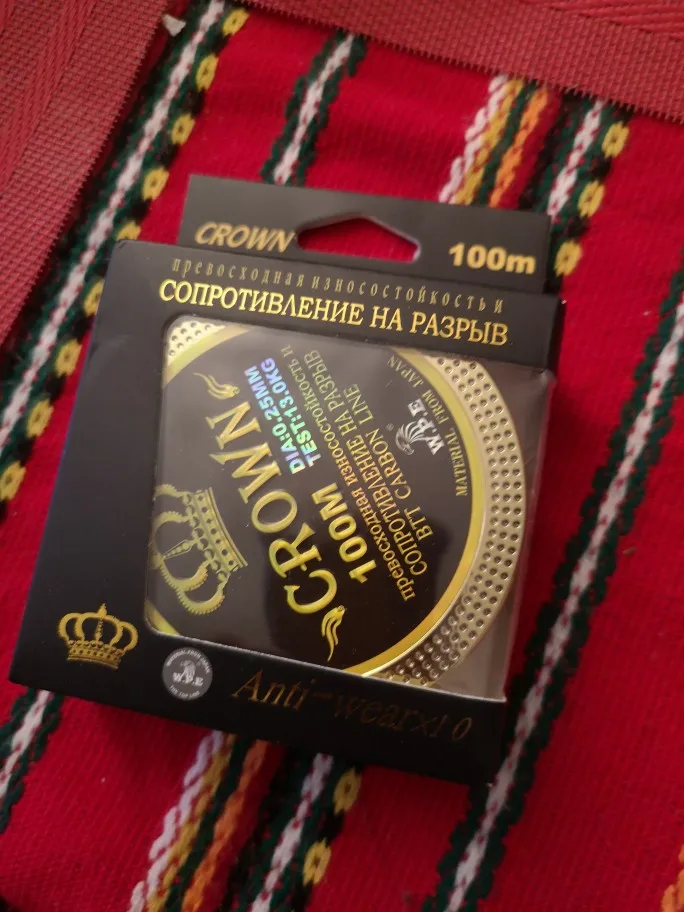 CROWN
100m
превосходная износостойкость и
СОПРОТИВЛЕНИЕ НА РАЗРЫВ
CROWN
DIA:0.25MM
TEST:13.0KG
100M
превосходная износостойкость и
СОПРОТИВЛЕНИЕ НА РАЗРЫВ
BTT CARBON LINE
W.P.E
®
MATERIAL FROM JAPAN
W.P.E
Anti-wearx10